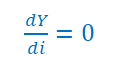 dY/di = 0